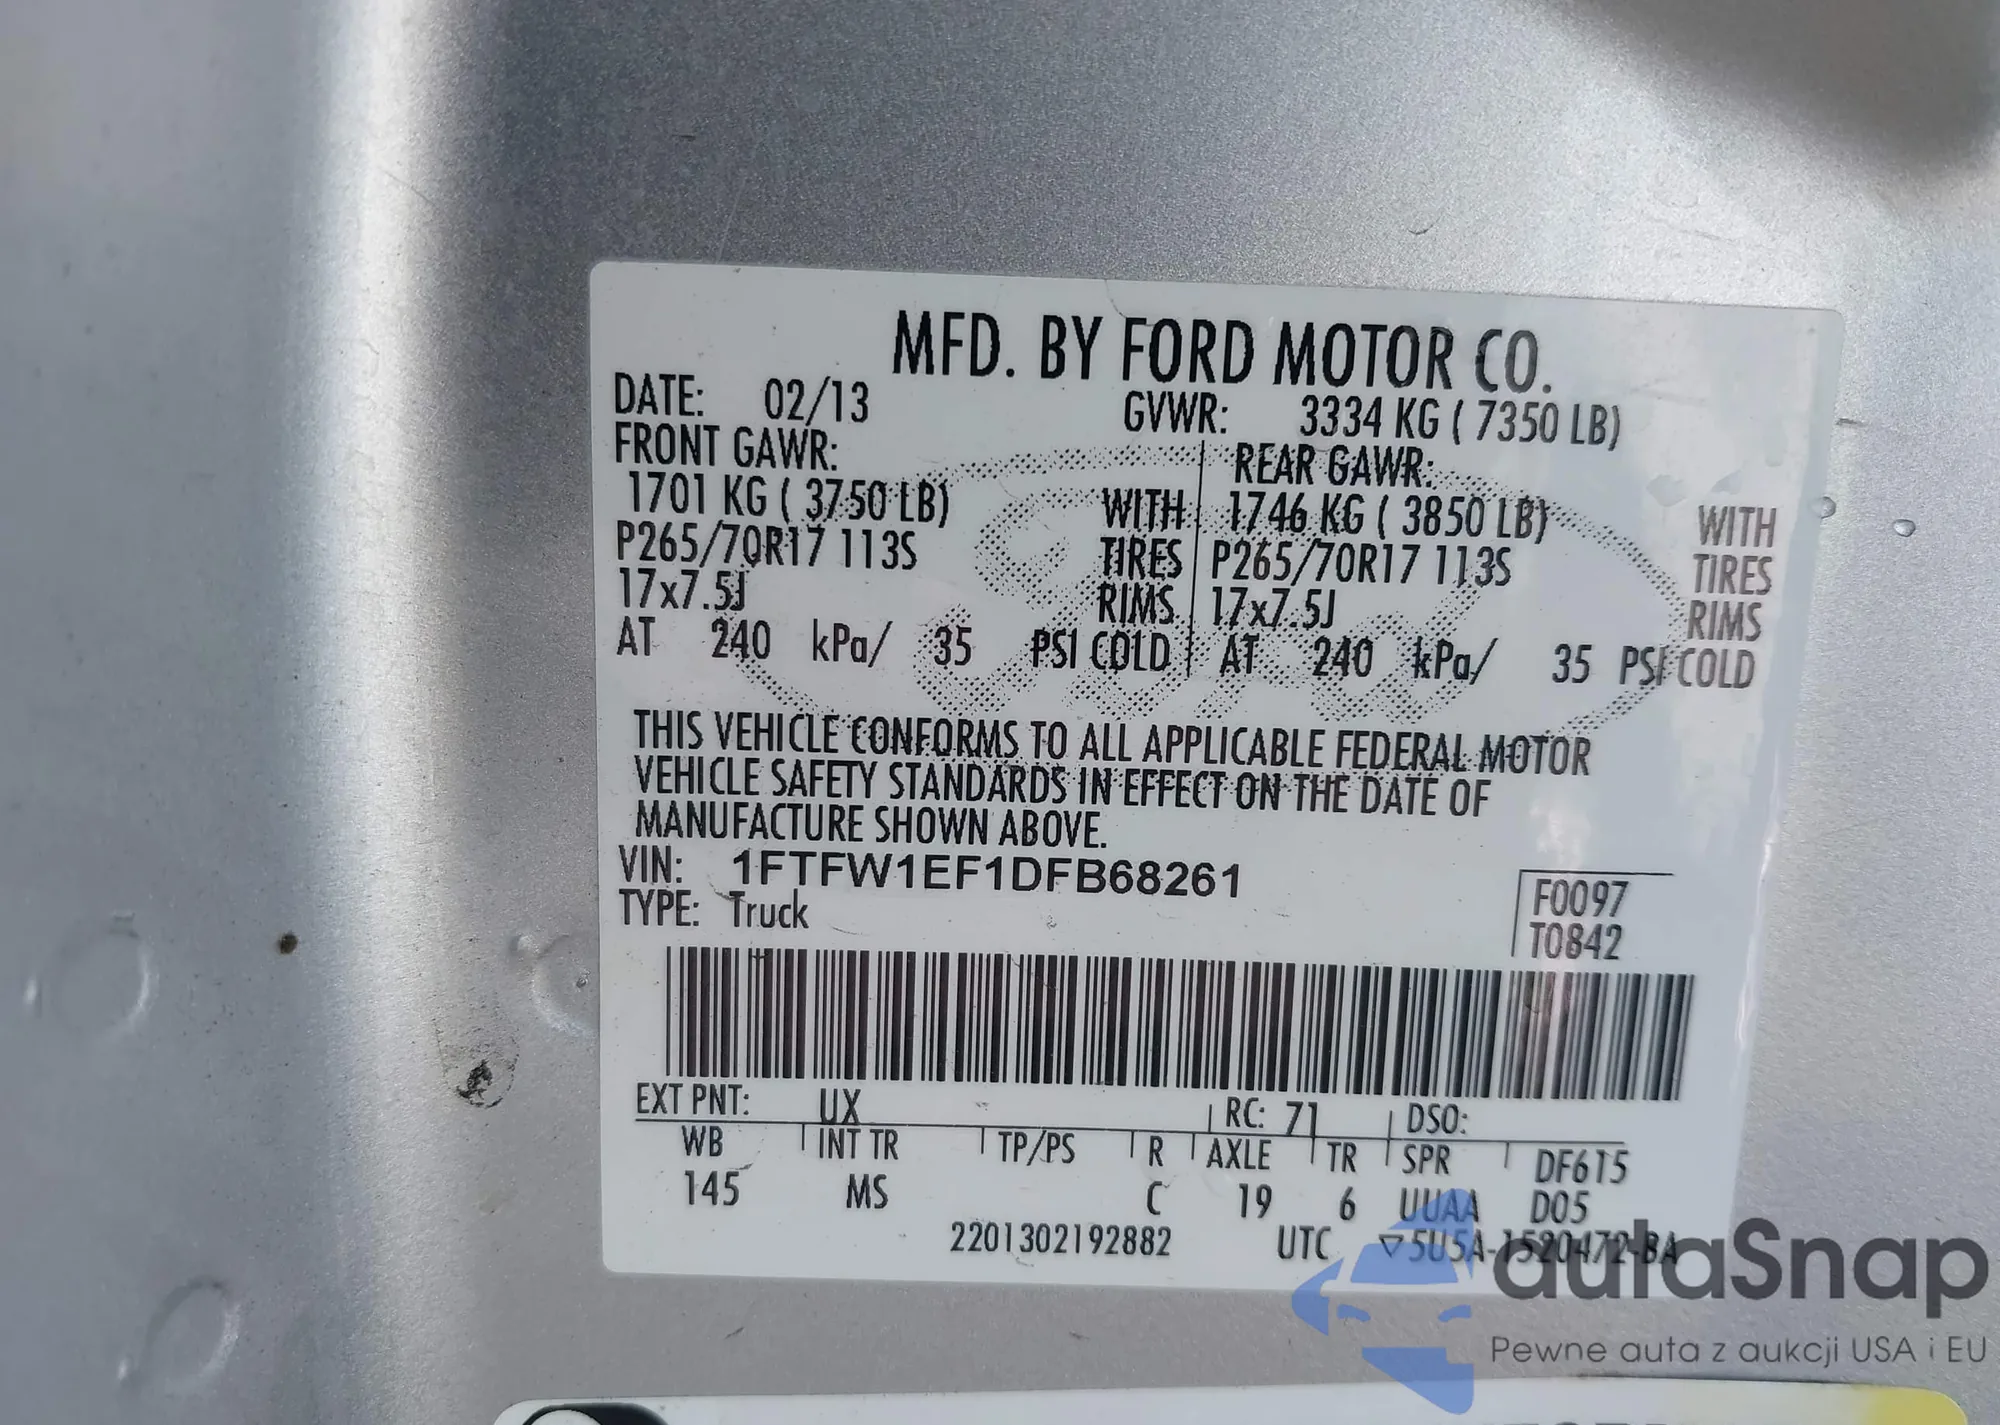 MFD. BY FORD MOTOR CO.
DATE: 02/13 GVWR: 3334 KG ( 7350 LB)
FRONT GAWR: REAR GAWR:
1701 KG ( 3750 LB) WITH 1746 KG ( 3850 LB) WITH
P265/70R17 113S TIRES P265/70R17 113S TIRES
17x7.5J RIMS 17x7.5J RIMS
AT 240 kPa/ 35 PSI COLD AT 240 kPa/ 35 PSI COLD
THIS VEHICLE CONFORMS TO ALL APPLICABLE FEDERAL MOTOR
VEHICLE SAFETY STANDARDS IN EFFECT ON THE DATE OF
MANUFACTURE SHOWN ABOVE.
VIN: 1FTFW1EF1DFB68261
TYPE: Truck
F0097
T0842
EXT PNT: UX RC: 71 DSO:
WB INT TR TP/PS R AXLE TR SPR DF615
145 MS C 19 6 UUAA D05
2201302192882 UTC ▽5U5A-1520472-BA
autaSnap
Pewne auta z aukcji USA i EU